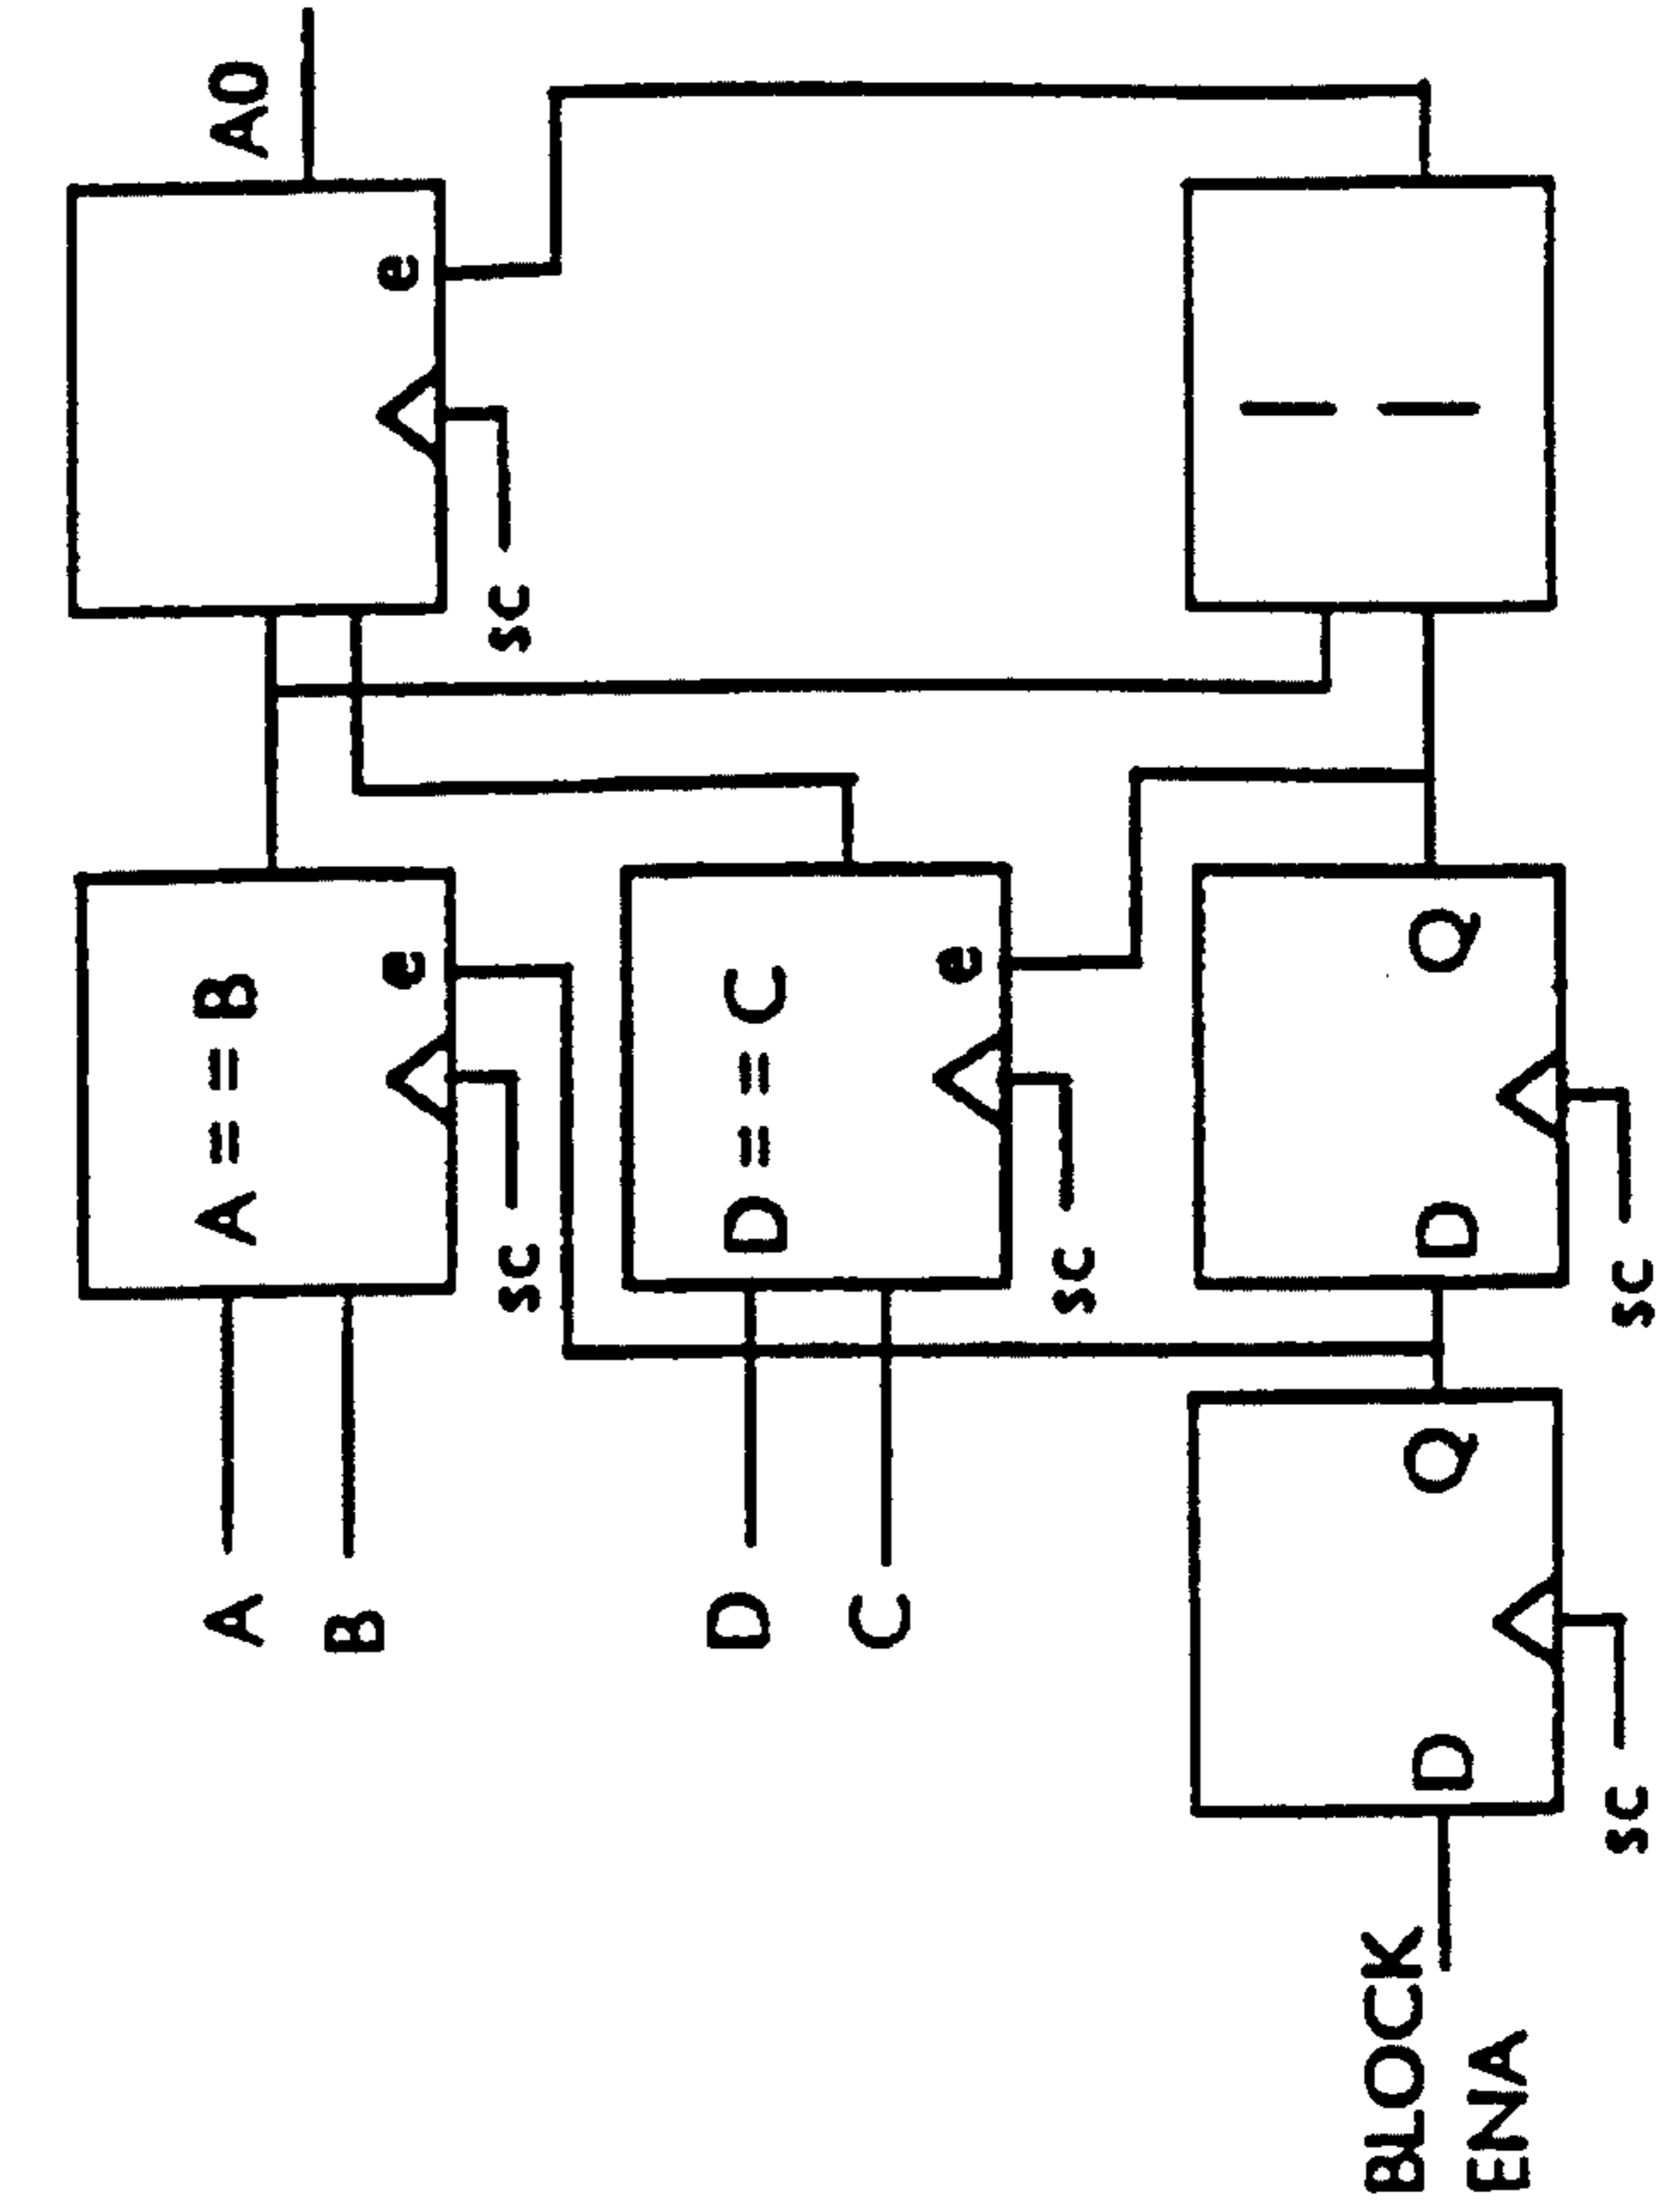 A0
A
B
A = = B
e
e
sc
sc
D
C
D = = C
e
sc
BLOCK
ENA
D
Q
D
Q
||
sc
sc